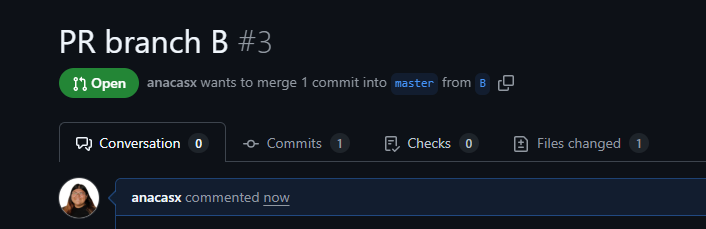 PR branch B #3
Open anacasx wants to merge 1 commit into master from B
Conversation 0 Commits 1 Checks 0 Files changed 1
anacasx commented now